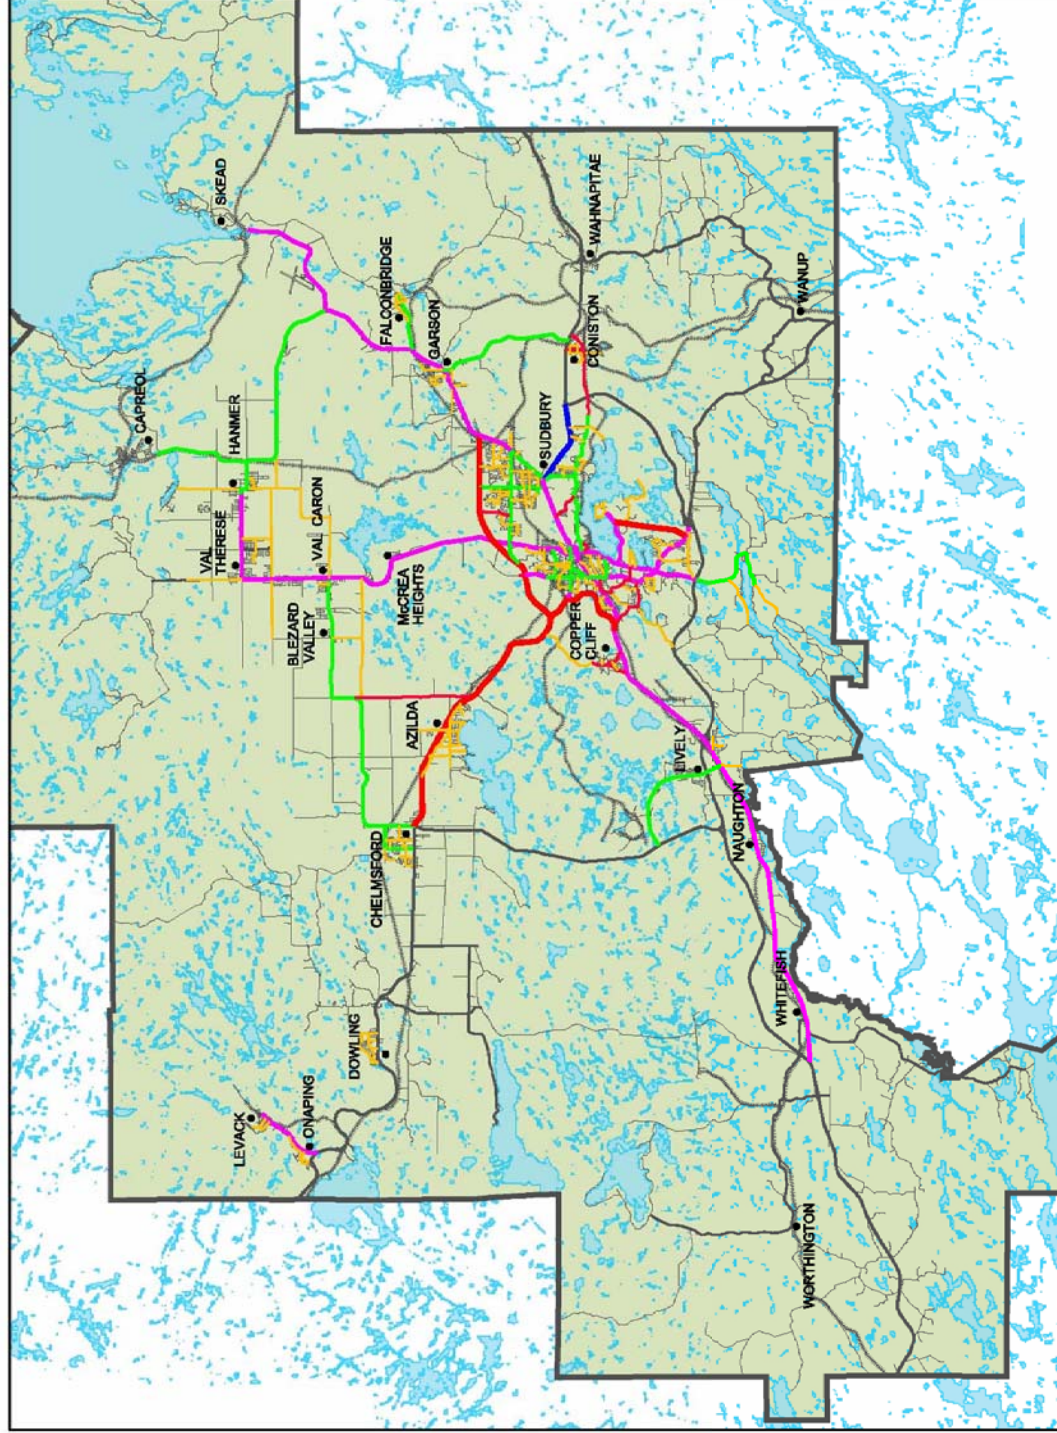 SKEAD
CAPREOL
HANMER
FALCONBRIDGE
GARSON
WAHNAPITAE
VAL
THERESE
VAL CARON
CONISTON
WANUP
SUDBURY
BLEZARD
VALLEY
McCREA
HEIGHTS
COPPER
CLIFF
AZILDA
LIVELY
CHELMSFORD
NAUGHTON
DOWLING
WHITEFISH
LEVACK
ONAPING
WORTHINGTON